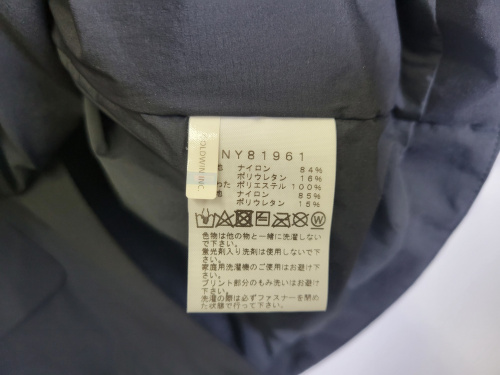 GOLDWIN INC.
NY81961
地 ナイロン 84%
ポリウレタン 16%
わた ポリエステル 100%
地 ナイロン 85%
ポリウレタン 15%
色物は他の物と一緒に洗濯しない
で下さい。
蛍光剤入り洗剤は使用しないで下
さい。
家庭用洗濯機のご使用はお避け下
さい。
プリント部分のもみ洗いはお避け
下さい。
洗濯の際は必ずファスナーを閉め
た状態で行って下さい。